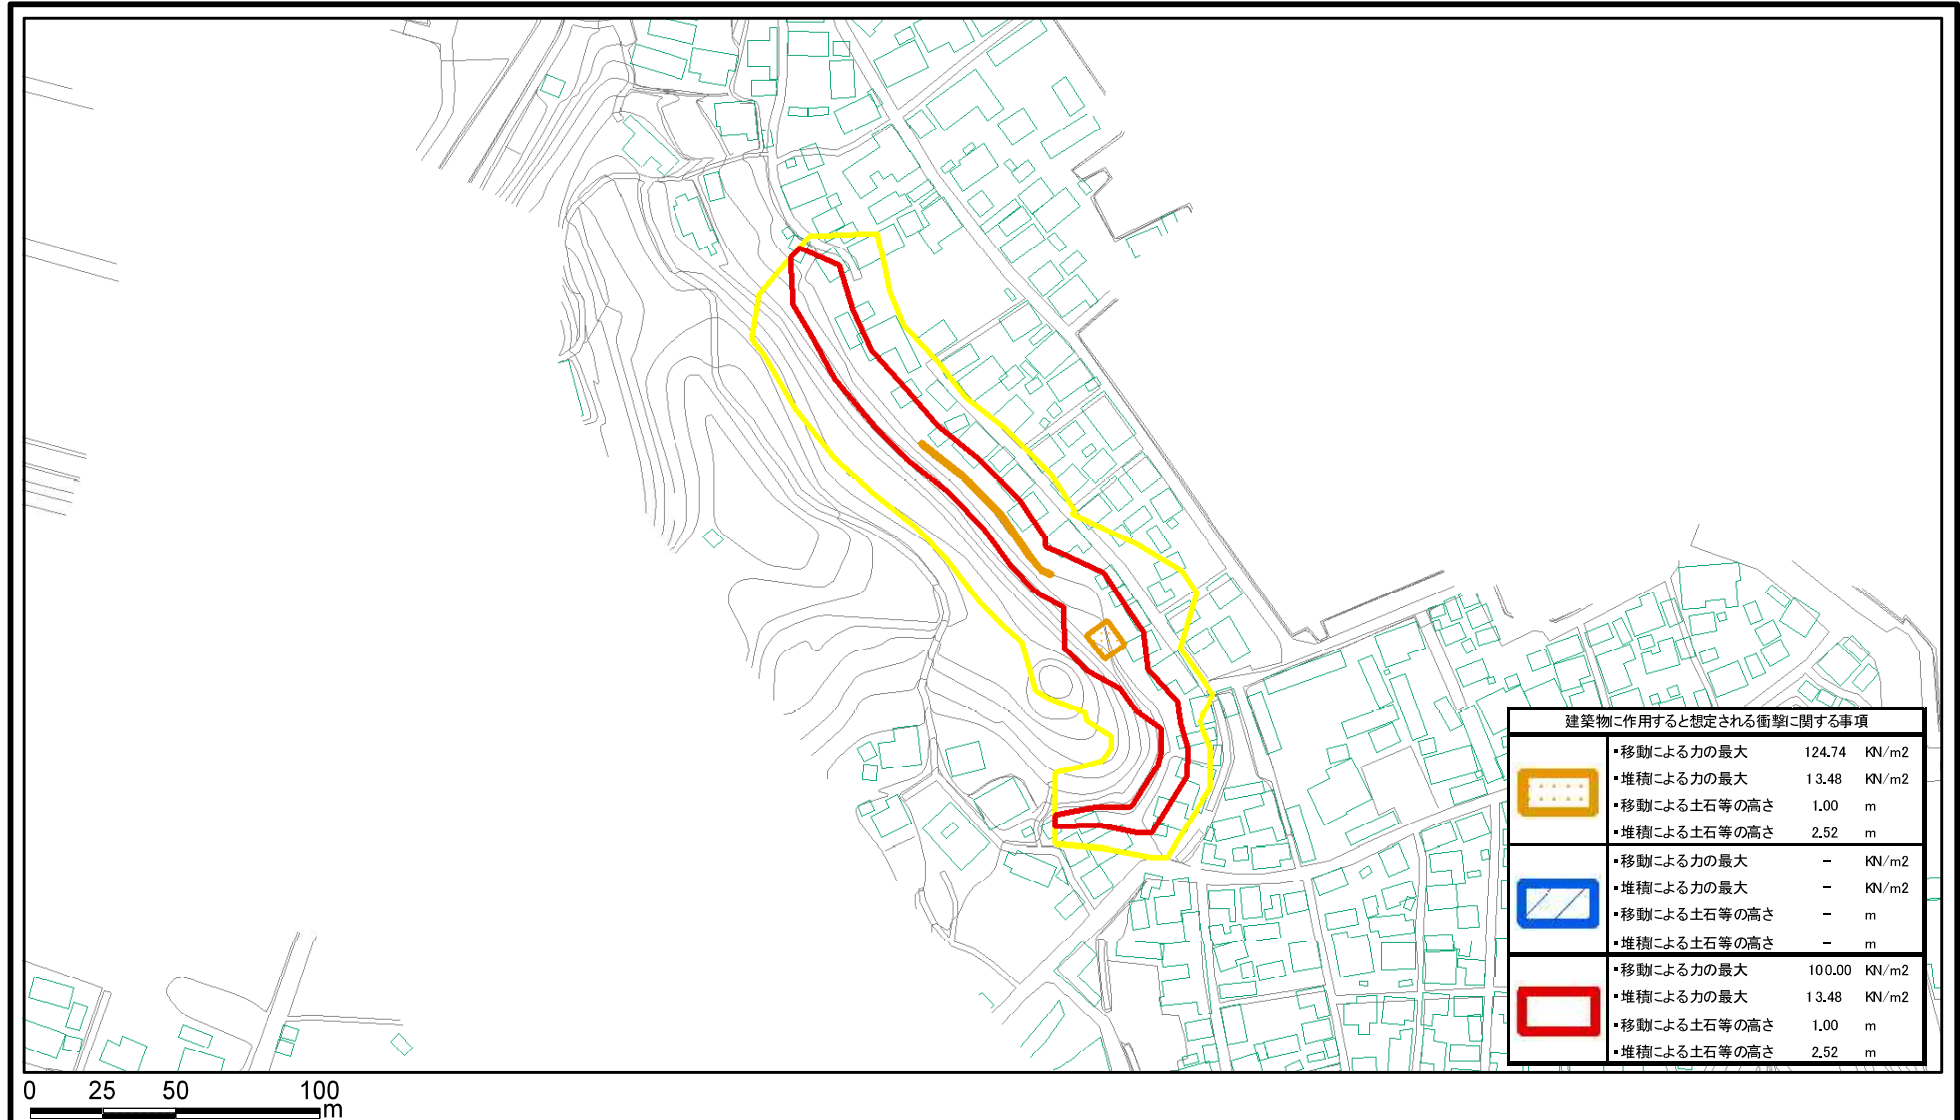 建築物に作用すると想定される衝撃に関する事項
▪移動による力の最大 124.74 KN/m2
▪堆積による力の最大 13.48 KN/m2
▪移動による土石等の高さ 1.00 m
▪堆積による土石等の高さ 2.52 m
▪移動による力の最大 － KN/m2
▪堆積による力の最大 － KN/m2
▪移動による土石等の高さ － m
▪堆積による土石等の高さ － m
▪移動による力の最大 100.00 KN/m2
▪堆積による力の最大 13.48 KN/m2
▪移動による土石等の高さ 1.00 m
▪堆積による土石等の高さ 2.52 m
0 25 50 100
m